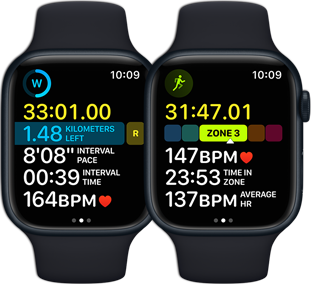 W
10:09
33:01.00
1.48 KILOMETERS LEFT
R
8'08" INTERVAL PACE
00:39 INTERVAL TIME
164BPM
10:09
31:47.01
ZONE 3
147BPM
23:53 TIME IN ZONE
137BPM AVERAGE HR